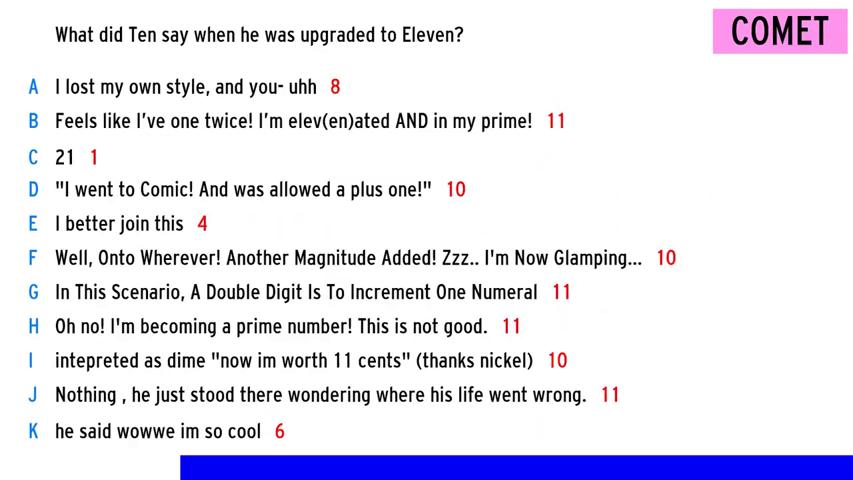 What did Ten say when he was upgraded to Eleven?
COMET
A I lost my own style, and you- uhh 8
B Feels like I've one twice! I'm elev(en)ated AND in my prime! 11
C 21 1
D "I went to Comic! And was allowed a plus one!" 10
E I better join this 4
F Well, Onto Wherever! Another Magnitude Added! Zzz.. I'm Now Glamping... 10
G In This Scenario, A Double Digit Is To Increment One Numeral 11
H Oh no! I'm becoming a prime number! This is not good. 11
I intepreted as dime "now im worth 11 cents" (thanks nickel) 10
J Nothing , he just stood there wondering where his life went wrong. 11
K he said wowwe im so cool 6